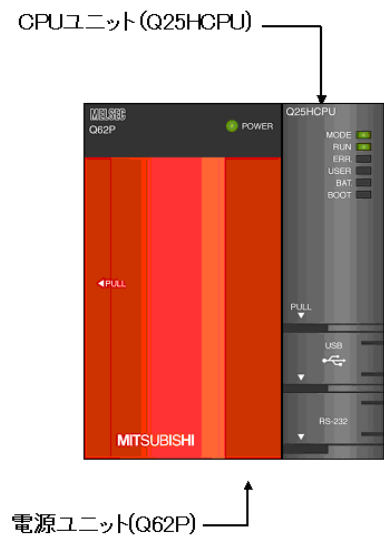 CPUユニット(Q25HCPU)
MELSEC
Q62P
POWER
Q25HCPU
MODE
RUN
ERR.
USER
BAT.
BOOT
PULL
PULL
USB
RS-232
MITSUBISHI
電源ユニット(Q62P)